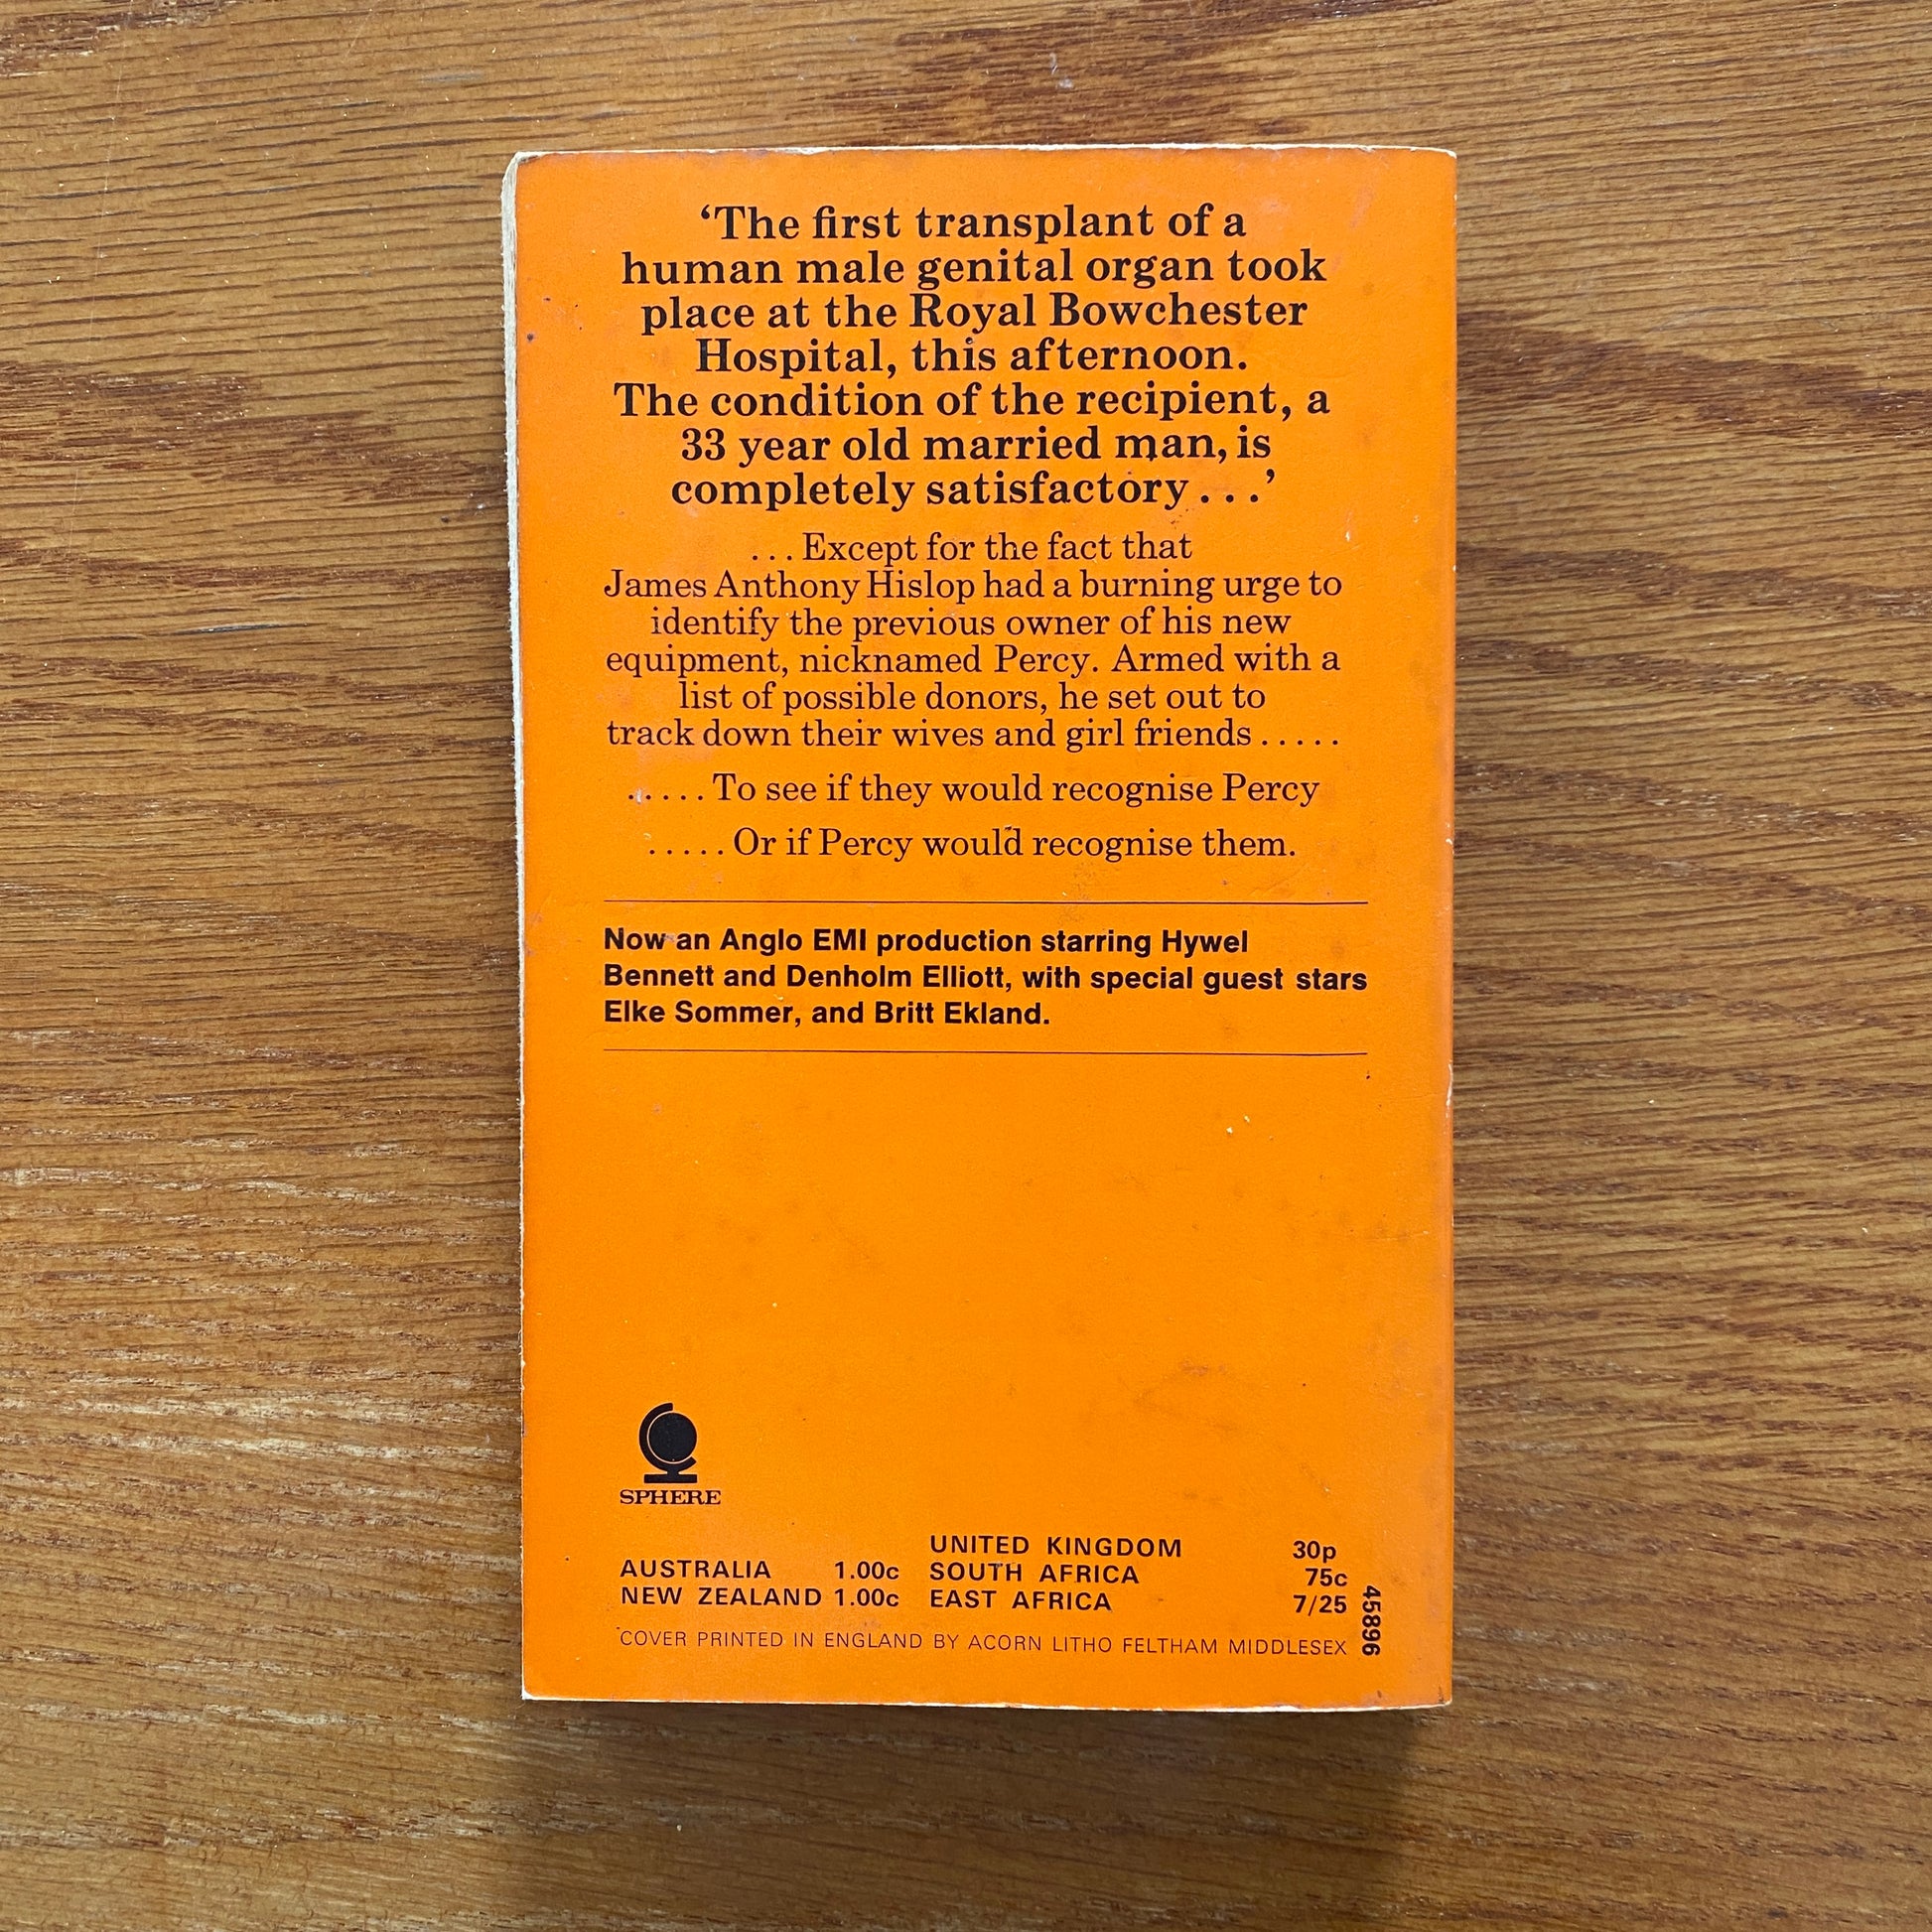 ‘The first transplant of a
human male genital organ took
place at the Royal Bowchester
Hospital, this afternoon.
The condition of the recipient, a
33 year old married man, is
completely satisfactory . . .’
. . . Except for the fact that
James Anthony Hislop had a burning urge to
identify the previous owner of his new
equipment, nicknamed Percy. Armed with a
list of possible donors, he set out to
track down their wives and girl friends . . . . .
. . . . . To see if they would recognise Percy
. . . . . Or if Percy would recognise them.
Now an Anglo EMI production starring Hywel
Bennett and Denholm Elliott, with special guest stars
Elke Sommer, and Britt Ekland.
SPHERE
UNITED KINGDOM 30p
AUSTRALIA 1.00c SOUTH AFRICA 75c
NEW ZEALAND 1.00c EAST AFRICA 7/25
45896
COVER PRINTED IN ENGLAND BY ACORN LITHO FELTHAM MIDDLESEX